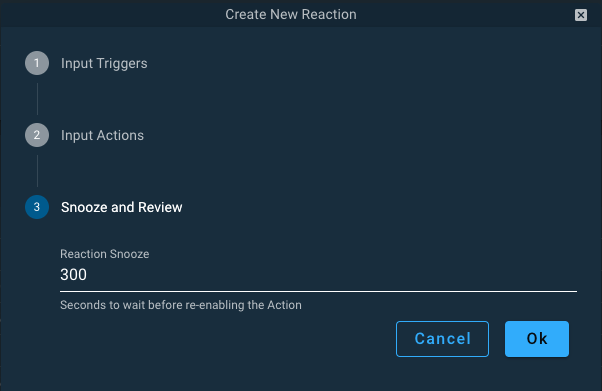 Create New Reaction
1 Input Triggers
2 Input Actions
3 Snooze and Review
Reaction Snooze
300
Seconds to wait before re-enabling the Action
Cancel Ok